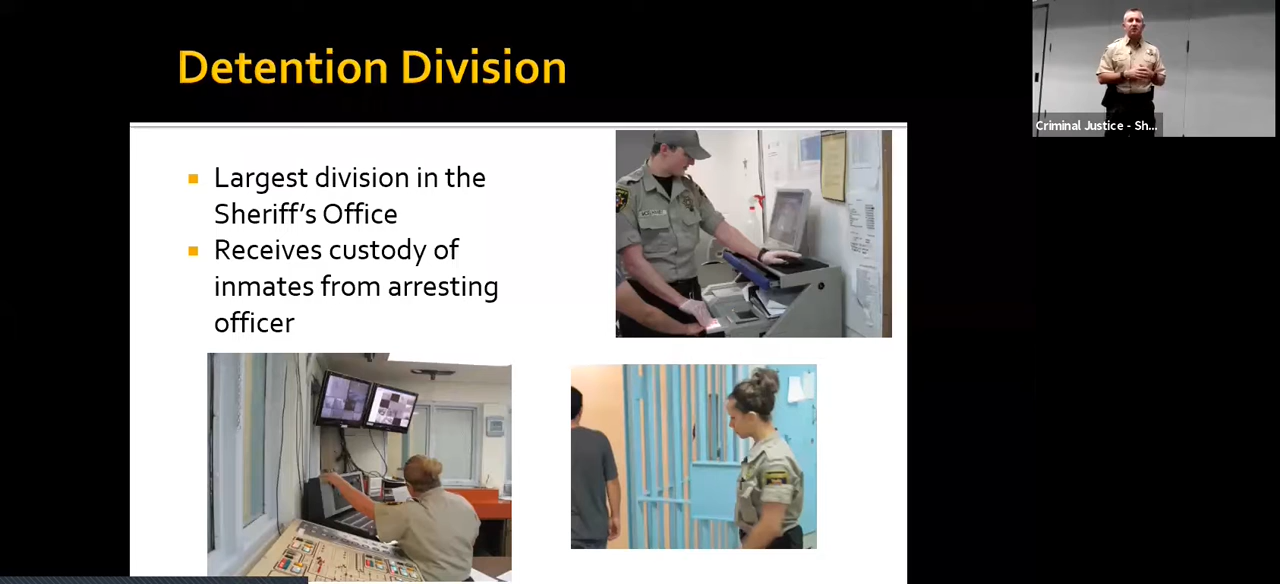 Detention Division
Criminal Justice - Sh...
Largest division in the
Sheriff's Office
Receives custody of
inmates from arresting
officer